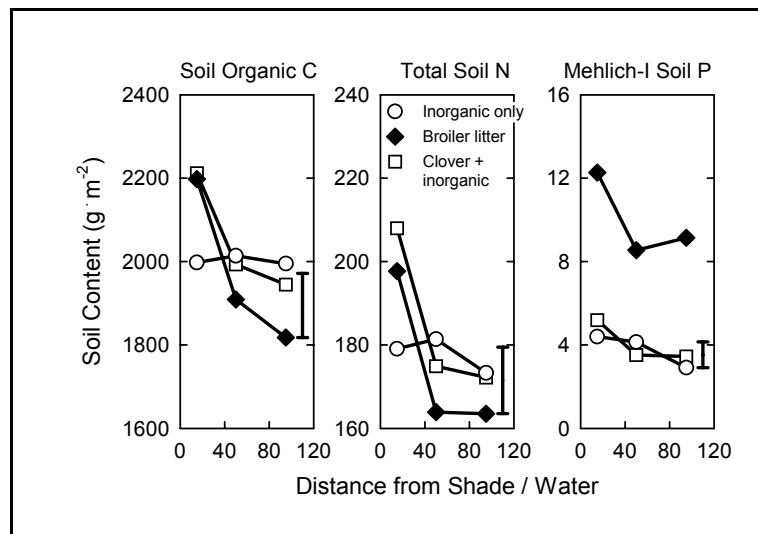 Soil Organic C
Total Soil N
Mehlich-I Soil P
Soil Content (g · m⁻²)
2400
2200
2000
1800
1600
0 40 80 120
240
220
200
180
160
0 40 80 120
Inorganic only
Broiler litter
Clover +
inorganic
16
12
8
4
0
0 40 80 120
Distance from Shade / Water